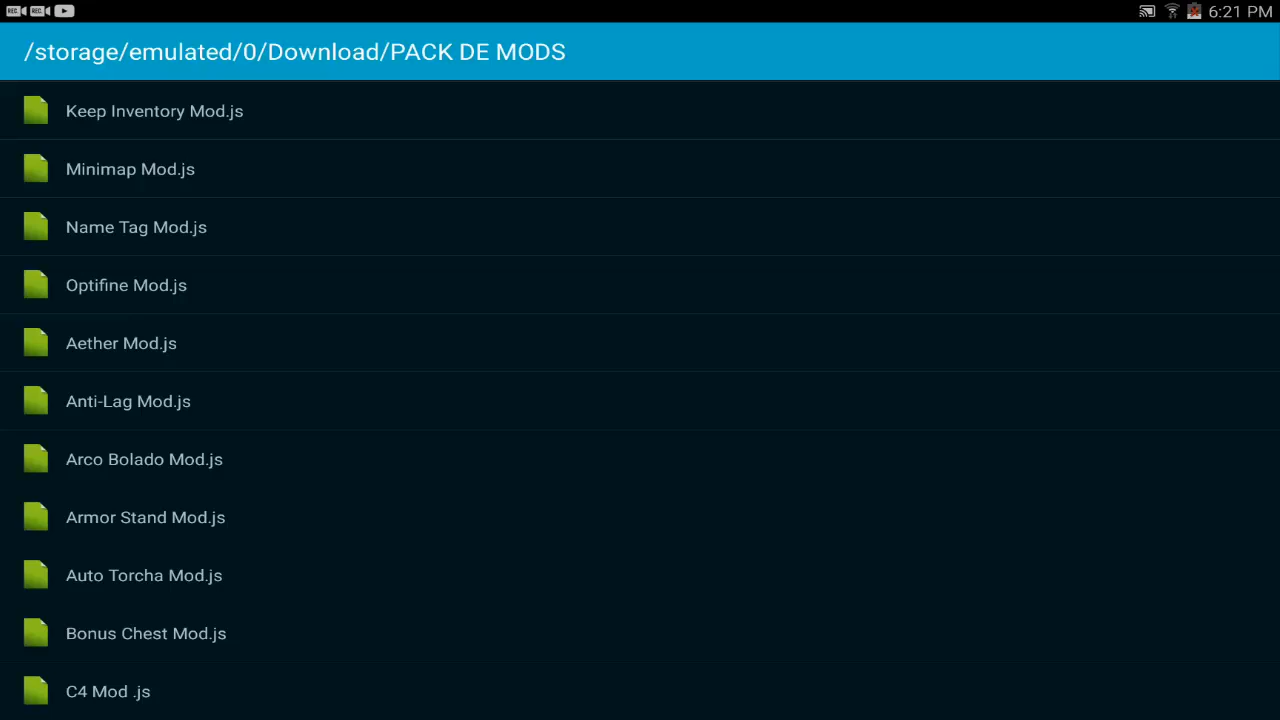 REC. REC. 6:21 PM
/storage/emulated/0/Download/PACK DE MODS
Keep Inventory Mod.js
Minimap Mod.js
Name Tag Mod.js
Optifine Mod.js
Aether Mod.js
Anti-Lag Mod.js
Arco Bolado Mod.js
Armor Stand Mod.js
Auto Torcha Mod.js
Bonus Chest Mod.js
C4 Mod .js